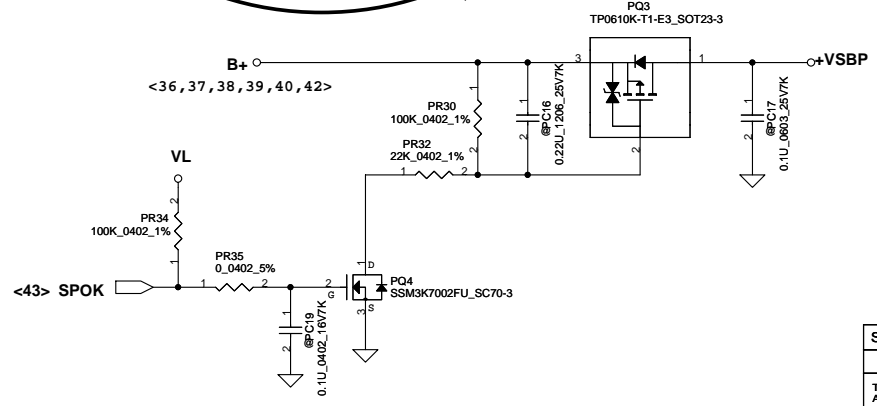 PQ3
TP0610K-T1-E3_SOT23-3
B+
<36,37,38,39,40,42>
3
1
+VSBP
1
PR30
100K_0402_1%
2
1
@PC16
0.22U_1206_25V7K
2
2
1
@PC17
0.1U_0603_25V7K
2
PR32
22K_0402_1%
1
2
VL
2
PR34
100K_0402_1%
1
PR35
0_0402_5%
<43> SPOK
1
2
1
@PC19
0.1U_0402_16V7K
2
2
G
1
D
PQ4
SSM3K7002FU_SC70-3
3
S
S
T
A